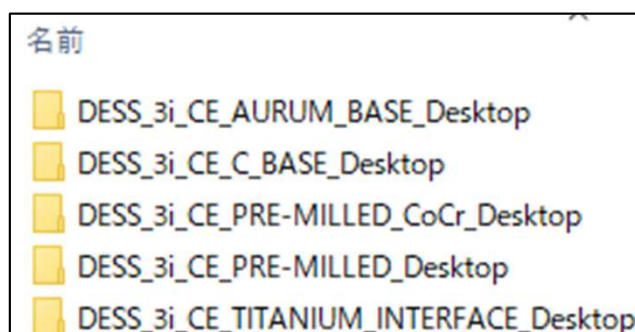 名前
DESS_3i_CE_AURUM_BASE_Desktop
DESS_3i_CE_C_BASE_Desktop
DESS_3i_CE_PRE-MILLED_CoCr_Desktop
DESS_3i_CE_PRE-MILLED_Desktop
DESS_3i_CE_TITANIUM_INTERFACE_Desktop